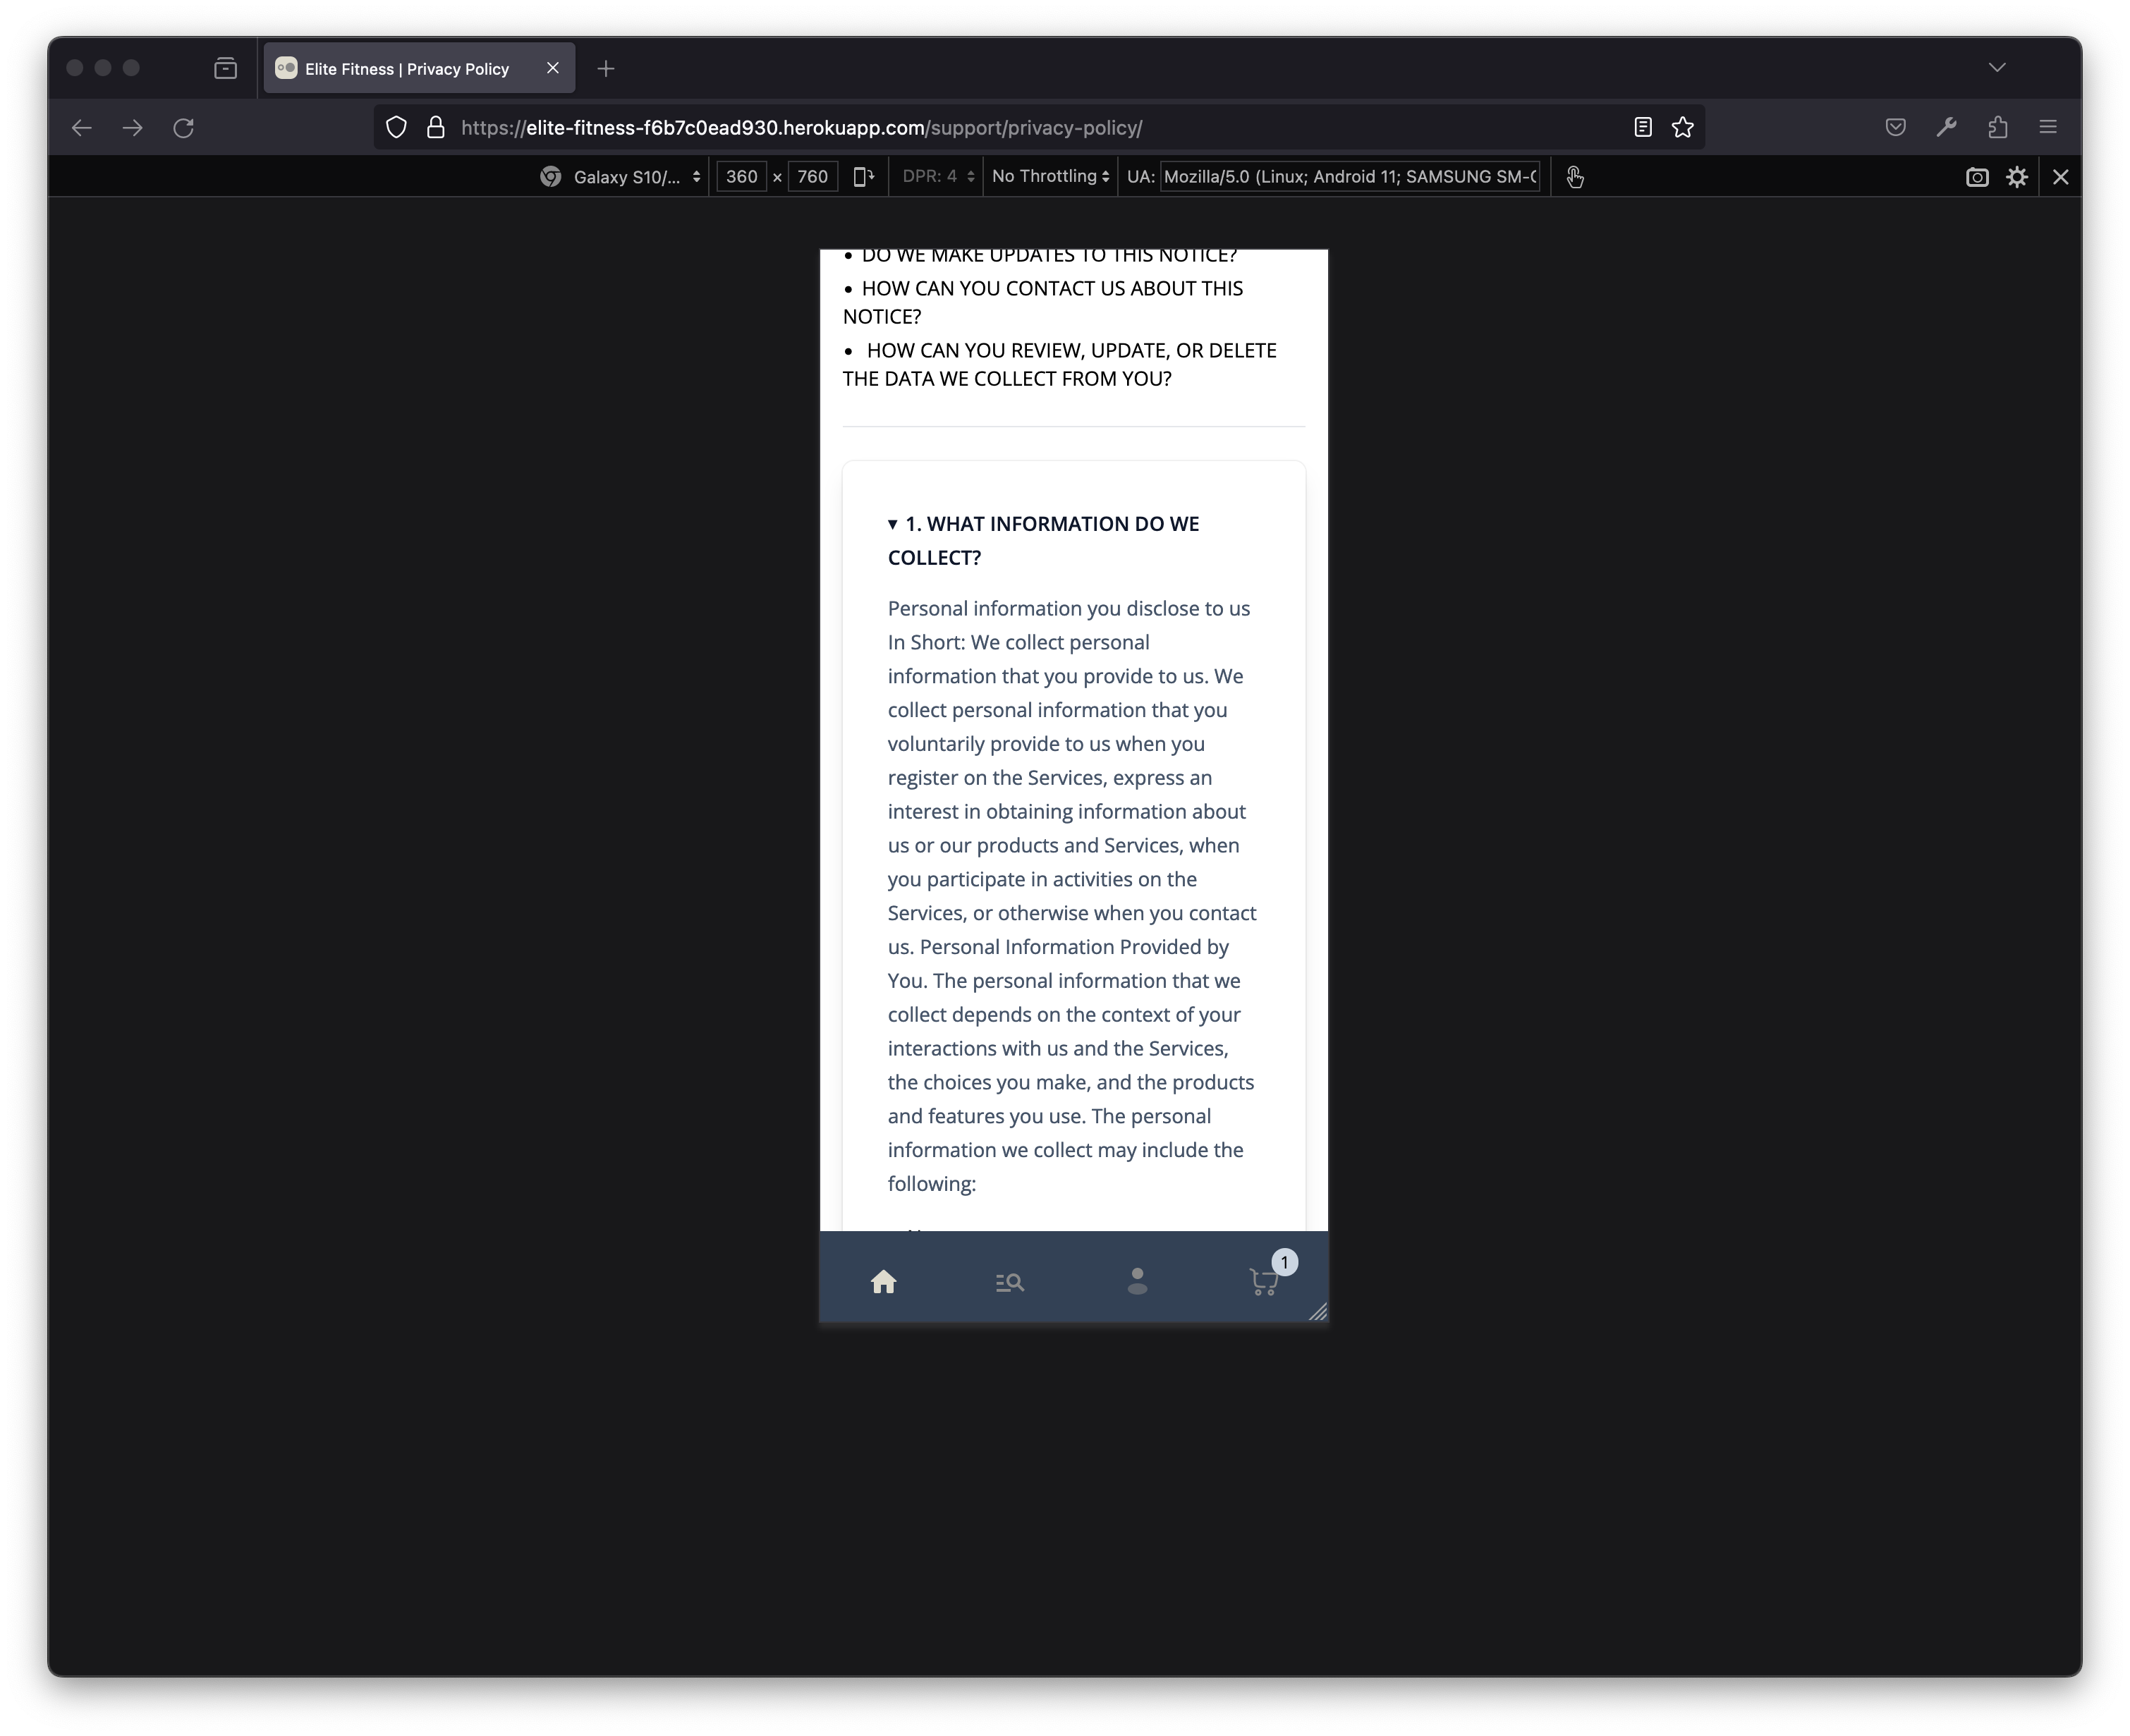 Elite Fitness | Privacy Policy
https://elite-fitness-f6b7c0ead930.herokuapp.com/support/privacy-policy/
Galaxy S10/... 360 × 760 DPR: 4 No Throttling UA: Mozilla/5.0 (Linux; Android 11; SAMSUNG SM-G
• DO WE MAKE UPDATES TO THIS NOTICE?
• HOW CAN YOU CONTACT US ABOUT THIS
NOTICE?
• HOW CAN YOU REVIEW, UPDATE, OR DELETE
THE DATA WE COLLECT FROM YOU?
▾ 1. WHAT INFORMATION DO WE
COLLECT?
Personal information you disclose to us
In Short: We collect personal
information that you provide to us. We
collect personal information that you
voluntarily provide to us when you
register on the Services, express an
interest in obtaining information about
us or our products and Services, when
you participate in activities on the
Services, or otherwise when you contact
us. Personal Information Provided by
You. The personal information that we
collect depends on the context of your
interactions with us and the Services,
the choices you make, and the products
and features you use. The personal
information we collect may include the
following:
1